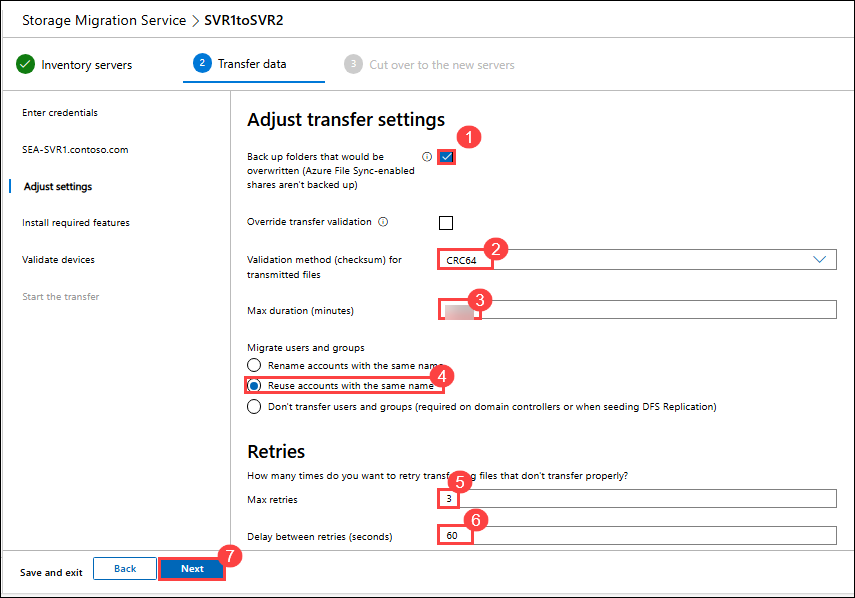 Storage Migration Service > SVR1toSVR2
Inventory servers
2 Transfer data
3 Cut over to the new servers
Enter credentials
SEA-SVR1.contoso.com
Adjust settings
Install required features
Validate devices
Start the transfer
Adjust transfer settings
1
Back up folders that would be
overwritten (Azure File Sync-enabled
shares aren't backed up)
Override transfer validation
2
Validation method (checksum) for
transmitted files
CRC64
3
Max duration (minutes)
Migrate users and groups
Rename accounts with the same name
4
Reuse accounts with the same name
Don't transfer users and groups (required on domain controllers or when seeding DFS Replication)
Retries
How many times do you want to retry files that don't transfer properly?
5
Max retries
3
6
Delay between retries (seconds)
60
7
Save and exit
Back
Next